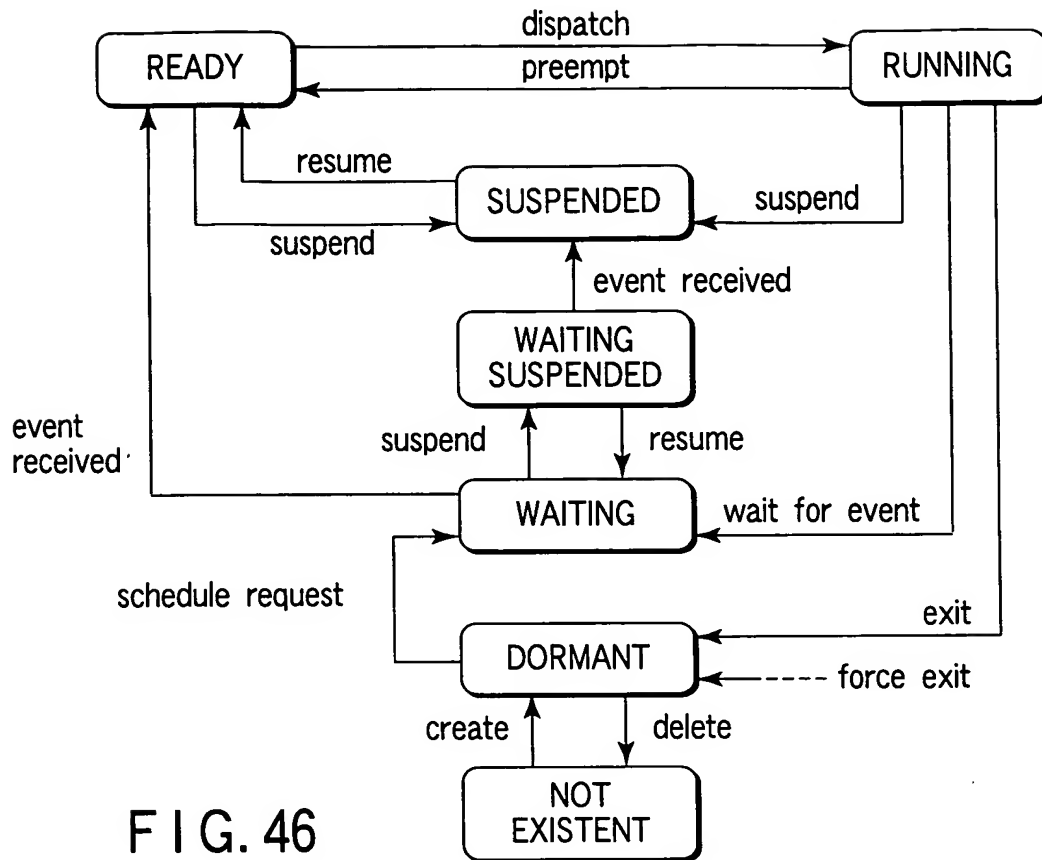 dispatch
READY
preempt
RUNNING
resume
SUSPENDED
suspend
suspend
event received
WAITING
SUSPENDED
event
received
suspend
resume
WAITING
wait for event
schedule request
exit
DORMANT
force exit
create
delete
NOT
EXISTENT
FIG. 46